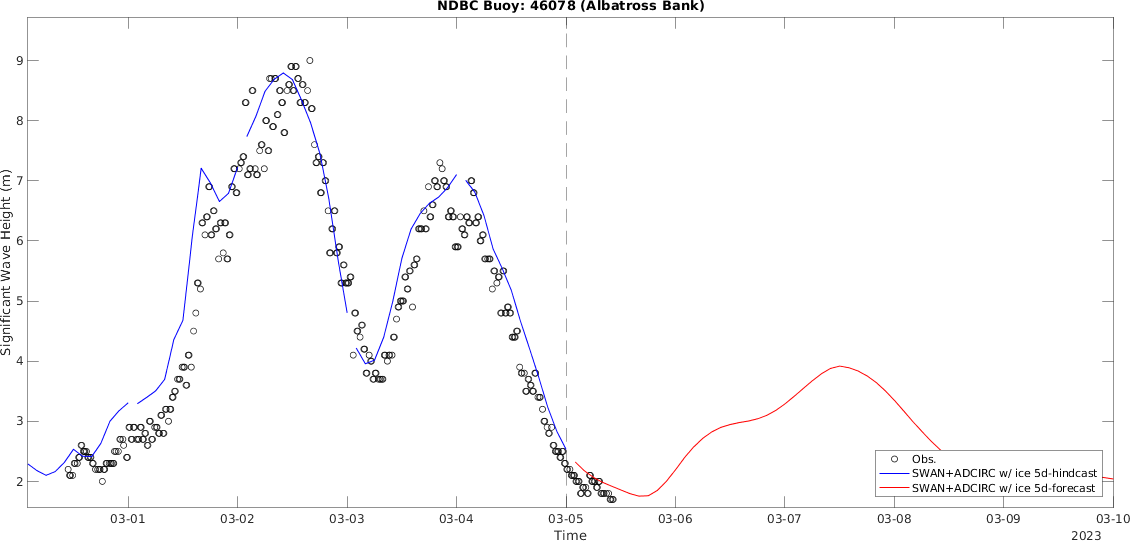 NDBC Buoy: 46078 (Albatross Bank)
Significant Wave Height (m)
9
8
7
6
5
4
3
2
Obs.
SWAN+ADCIRC w/ ice 5d-hindcast
SWAN+ADCIRC w/ ice 5d-forecast
03-01 03-02 03-03 03-04 03-05 03-06 03-07 03-08 03-09 03-10
Time
2023